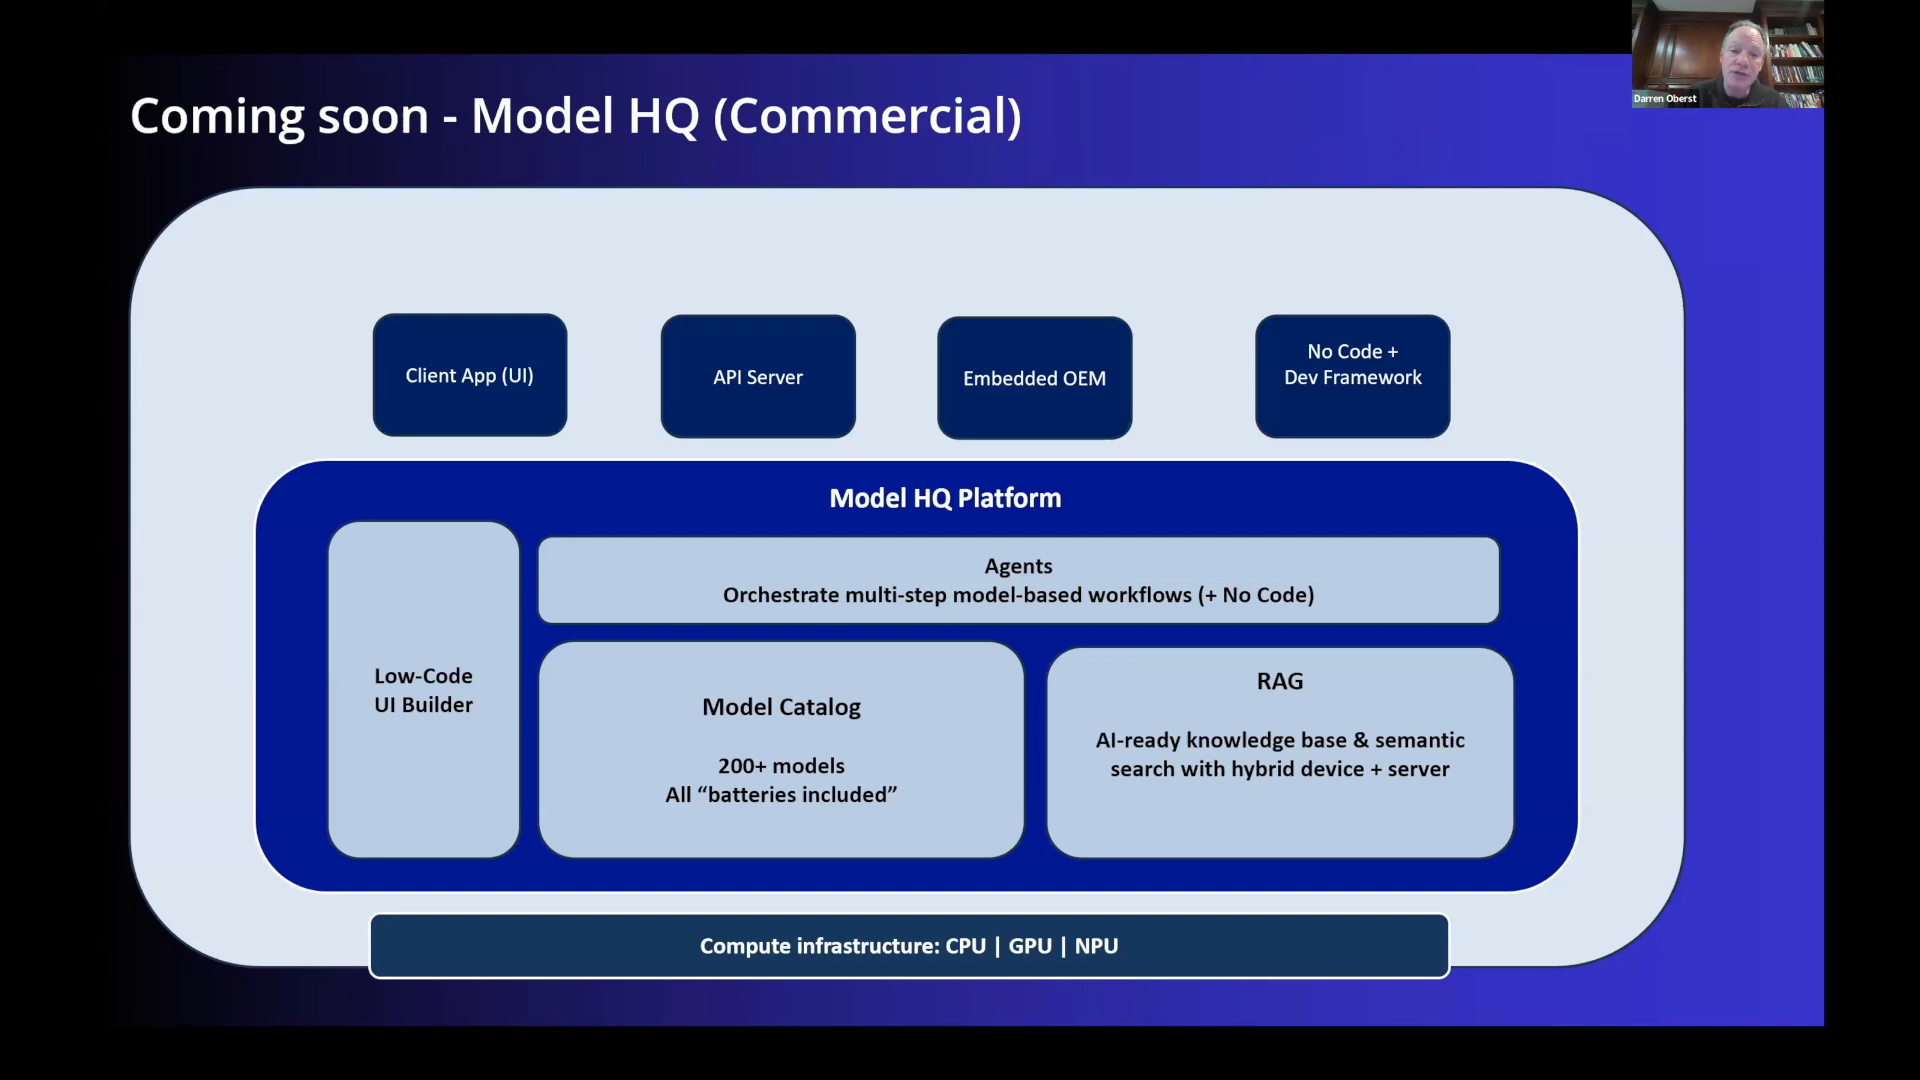 Coming soon - Model HQ (Commercial)
Darren Oberst
Client App (UI)
API Server
Embedded OEM
No Code +
Dev Framework
Model HQ Platform
Agents
Orchestrate multi-step model-based workflows (+ No Code)
Low-Code
UI Builder
Model Catalog
200+ models
All “batteries included”
RAG
AI-ready knowledge base & semantic
search with hybrid device + server
Compute infrastructure: CPU | GPU | NPU